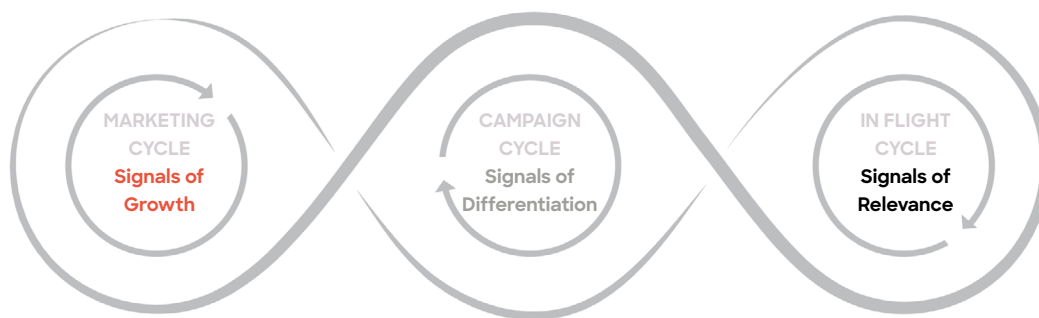 MARKETING
CYCLE
Signals of
Growth
CAMPAIGN
CYCLE
Signals of
Differentiation
IN FLIGHT
CYCLE
Signals of
Relevance